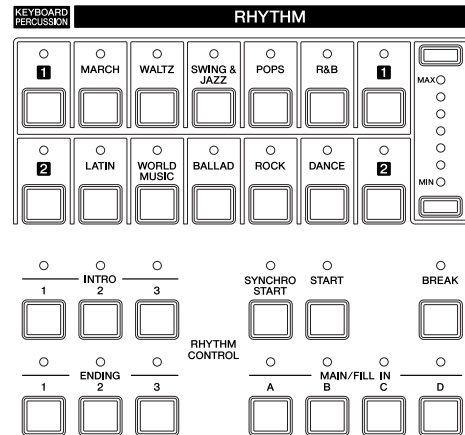 KEYBOARD
PERCUSSION
RHYTHM
1 MARCH WALTZ SWING & POPS R&B 1
JAZZ
MAX
2 LATIN WORLD BALLAD ROCK DANCE 2
MUSIC
MIN
INTRO
1 2 3
SYNCHRO START BREAK
START
RHYTHM
CONTROL
ENDING
1 2 3
MAIN/FILL IN
A B C D